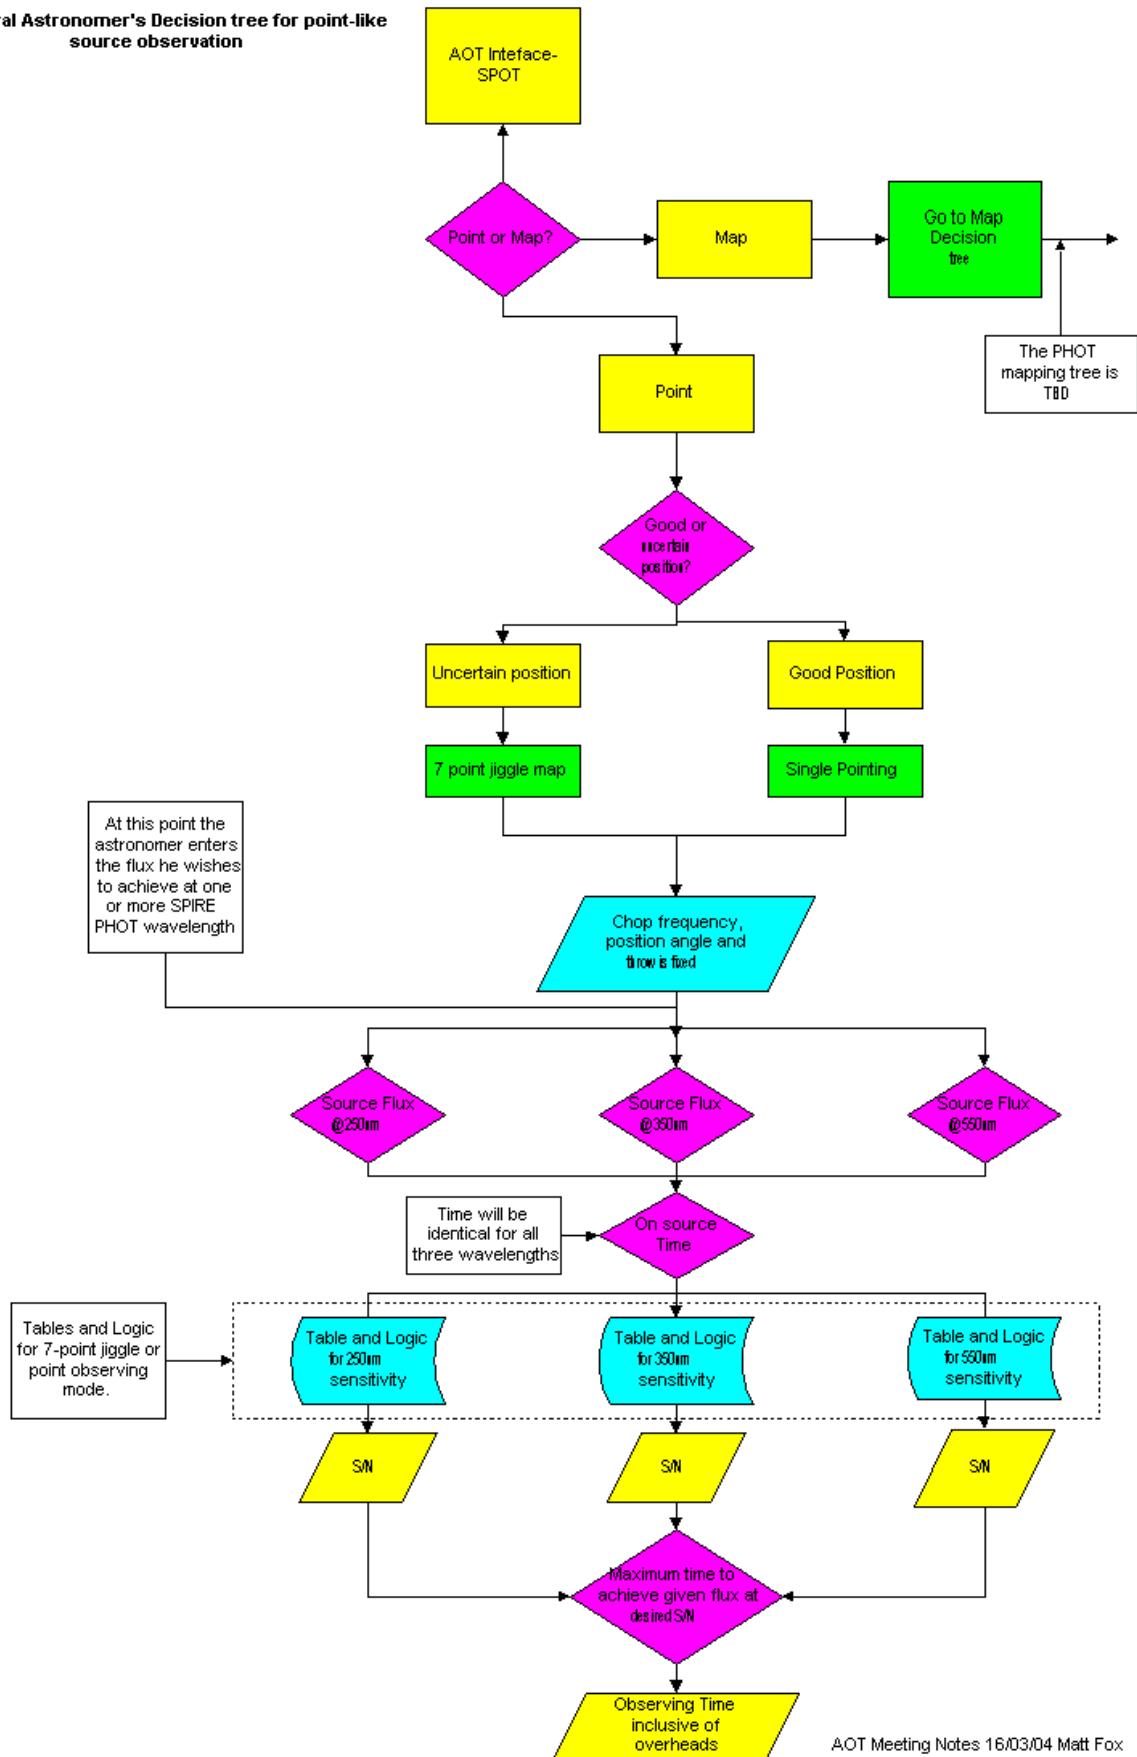 al Astronomer's Decision tree for point-like
source observation
AOT Inteface-
SPOT
Point or Map?
Map
Go to Map
Decision
tree
The PHOT
mapping tree is
TBD
Point
Good or
uncertain
position?
Uncertain position
Good Position
7 point jiggle map
Single Pointing
At this point the
astronomer enters
the flux he wishes
to achieve at one
or more SPIRE
PHOT wavelength
Chop frequency,
position angle and
throw is fixed
Source Flux
@250um
Source Flux
@350um
Source Flux
@550um
Time will be
identical for all
three wavelengths
On source
Time
Tables and Logic
for 7-point jiggle or
point observing
mode.
Table and Logic
for 250um
sensitivity
Table and Logic
for 350um
sensitivity
Table and Logic
for 550um
sensitivity
S/N
S/N
S/N
Maximum time to
achieve given flux at
desired S/N
Observing Time
inclusive of
overheads
AOT Meeting Notes 16/03/04 Matt Fox